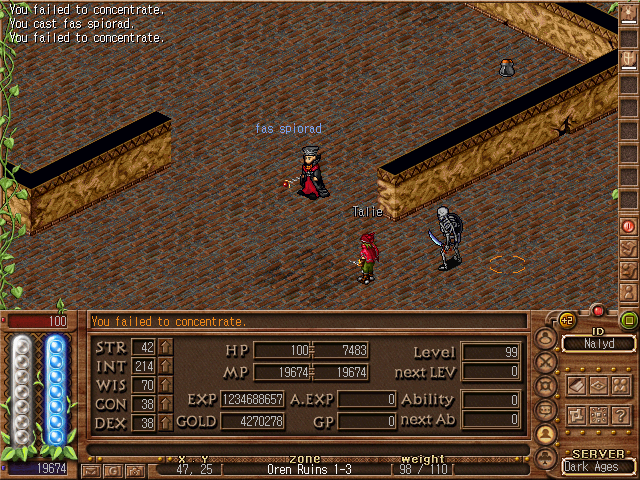 You failed to concentrate.
You cast fas spiorad.
You failed to concentrate.
fas spiorad
Talie
100
You failed to concentrate.
+2
ID
Nalyd
STR 42
INT 214
WIS 70
CON 38
DEX 38
HP 100 7483
MP 19674 19674
EXP 1234688657 A.EXP 0
GOLD 4270278 GP 0
Level 99
next LEV 0
Ability 0
next Ab 0
?
19674
G
x . y zone weight
47, 25 Oren Ruins 1-3 98 / 110
SERVER
Dark Ages